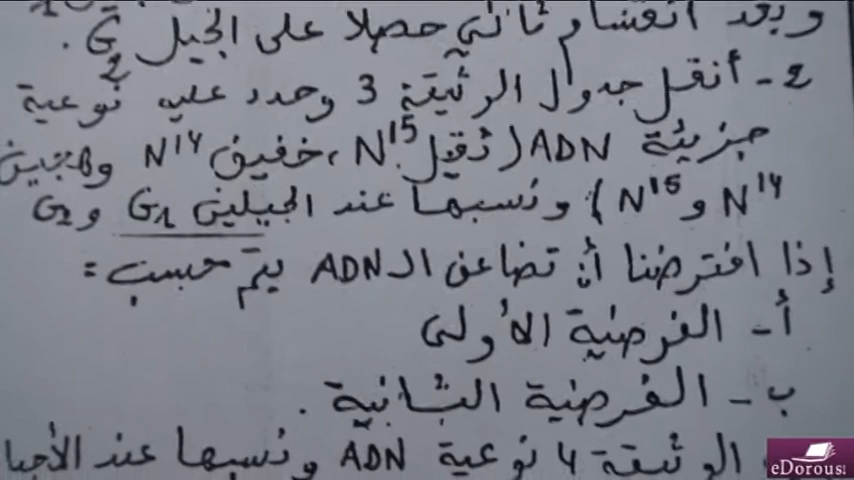 وبعد انقسام ثاني حصلا على الجيل G2.
2- أنقل جدول الوثيقة 3 وحدد عليه نوعية
جزيئة ADN (ثقيل N15، خفيف N14 وهجين
N14 و N15) ونسبها عند الجيلين G1 و G2
إذا افترضنا أن تضاعف الـ ADN يتم حسب :
أ- الفرضية الأولى
ب- الفرضية الثانية .
الوثيقة 4 نوعية ADN ونسبها عند
eDorous